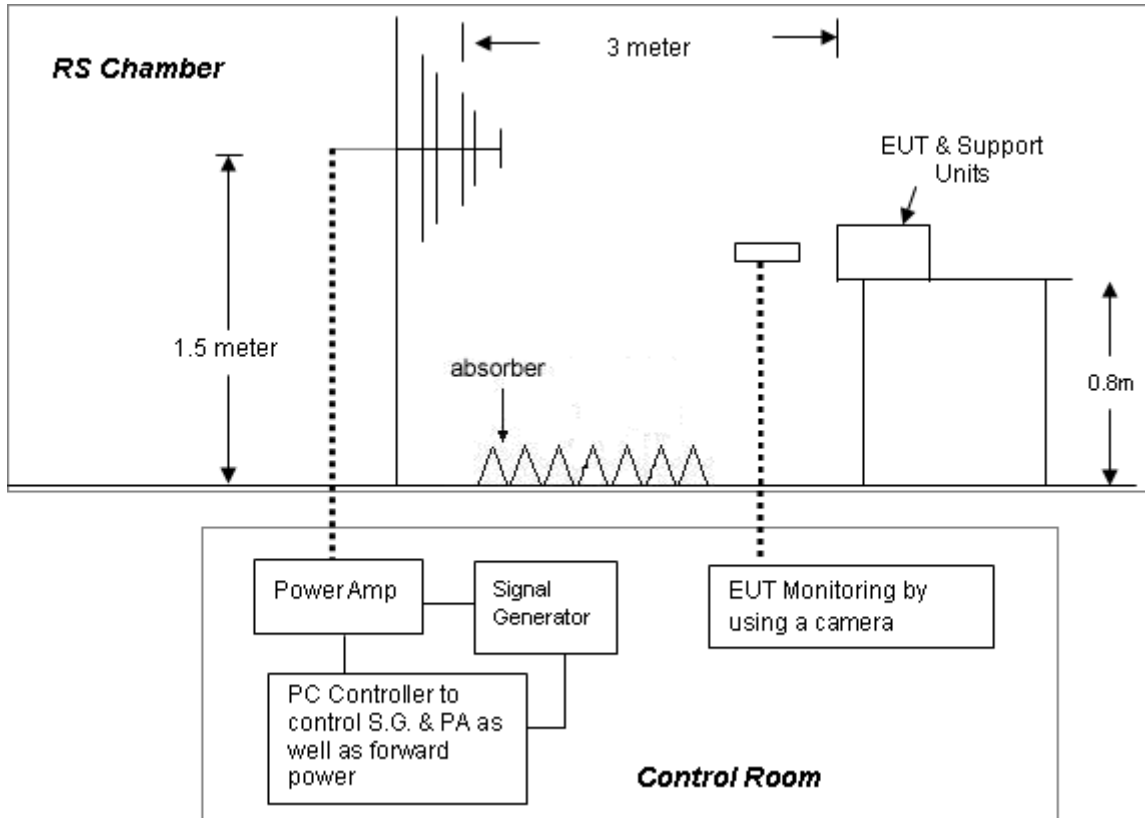 3 meter
RS Chamber
EUT & Support
Units
1.5 meter
absorber
0.8m
Power Amp
Signal
Generator
EUT Monitoring by
using a camera
PC Controller to
control S.G. & PA as
well as forward
power
Control Room